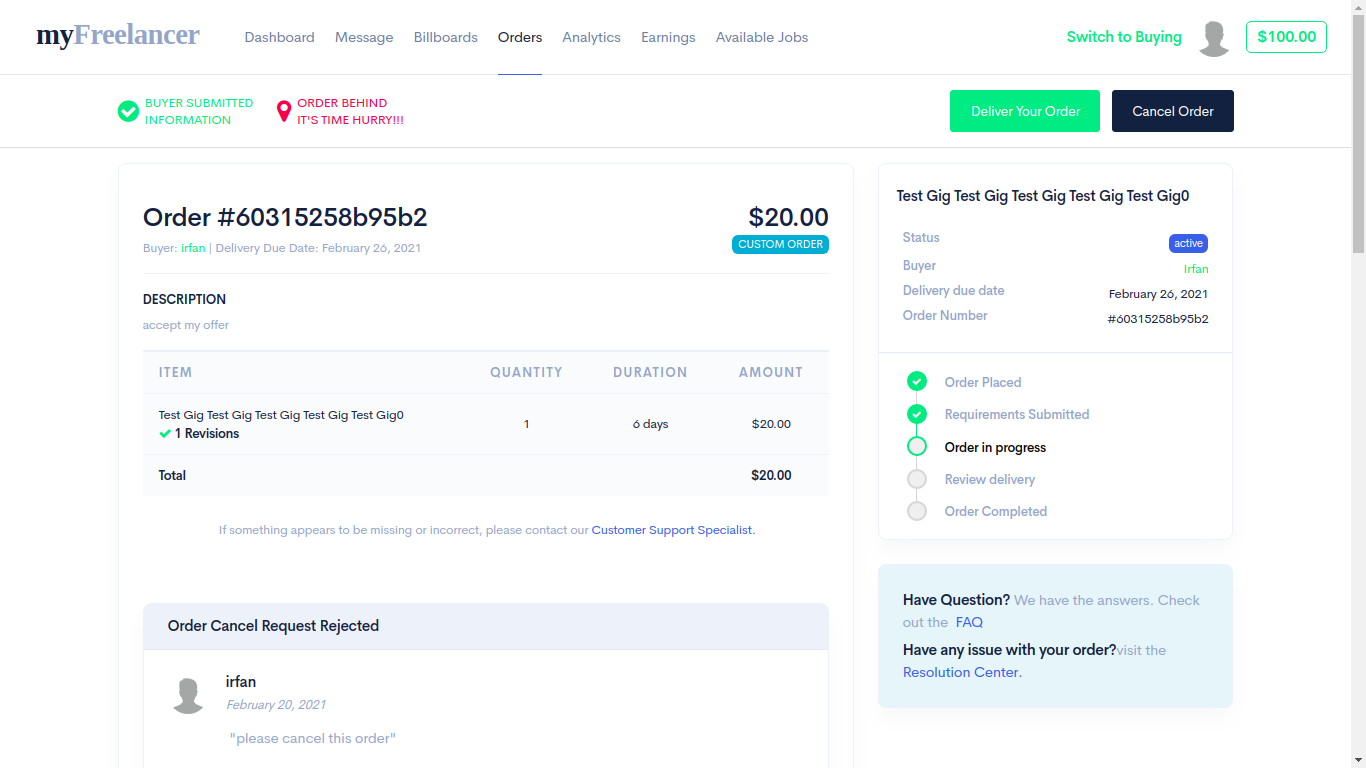 myFreelancer Dashboard Message Billboards Orders Analytics Earnings Available Jobs Switch to Buying $100.00
BUYER SUBMITTED
INFORMATION
ORDER BEHIND
IT'S TIME HURRY!!!
Deliver Your Order
Cancel Order
Order #60315258b95b2
$20.00
Buyer: Irfan | Delivery Due Date: February 26, 2021
CUSTOM ORDER
DESCRIPTION
accept my offer
ITEM QUANTITY DURATION AMOUNT
Test Gig Test Gig Test Gig Test Gig Test Gig0
1 Revisions
1 6 days $20.00
Total $20.00
If something appears to be missing or incorrect, please contact our Customer Support Specialist.
Order Cancel Request Rejected
irfan
February 20, 2021
"please cancel this order"
Test Gig Test Gig Test Gig Test Gig Test Gig0
Status active
Buyer Irfan
Delivery due date February 26, 2021
Order Number #60315258b95b2
Order Placed
Requirements Submitted
Order in progress
Review delivery
Order Completed
Have Question? We have the answers. Check
out the FAQ
Have any issue with your order?visit the
Resolution Center.